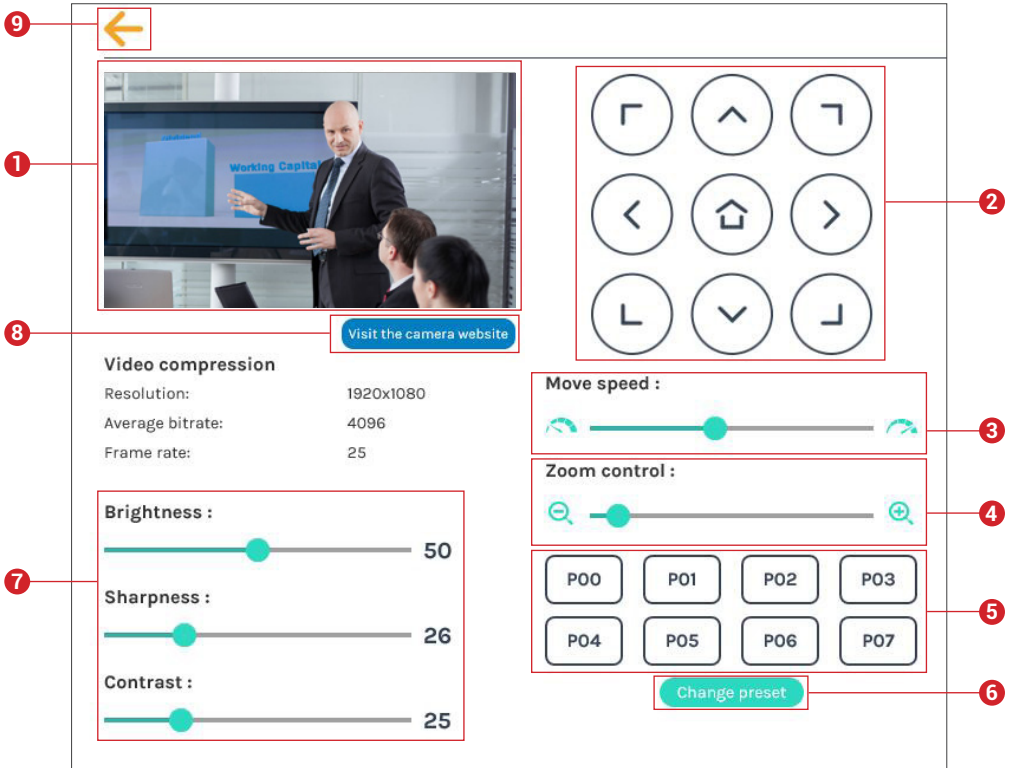 9
1
Working Capital
2
8
Visit the camera website
Video compression
Resolution: 1920x1080
Average bitrate: 4096
Frame rate: 25
Move speed :
3
Zoom control :
4
7
Brightness :
50
Sharpness :
26
Contrast :
25
P00 P01 P02 P03
5
P04 P05 P06 P07
Change preset
6